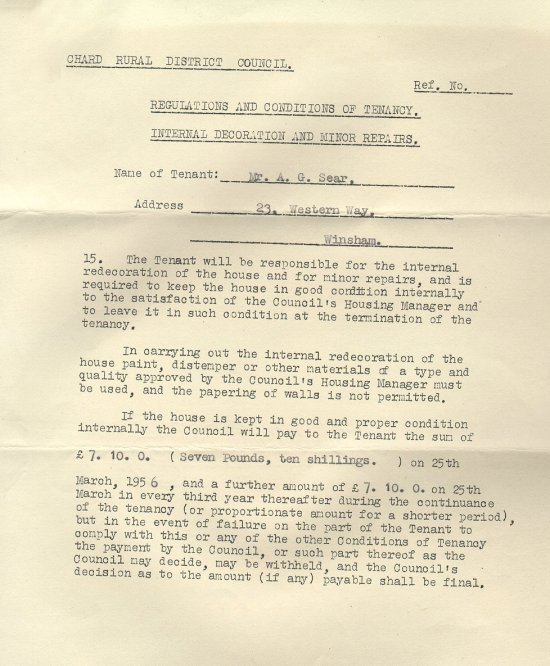 CHARD RURAL DISTRICT COUNCIL.
Ref. No.
REGULATIONS AND CONDITIONS OF TENANCY.
INTERNAL DECORATION AND MINOR REPAIRS.
Name of Tenant: Mr. A. G. Sear.
Address 23, Western Way,
Winsham.
15. The Tenant will be responsible for the internal
redecoration of the house and for minor repairs, and is
required to keep the house in good condition internally
to the satisfaction of the Council's Housing Manager and
to leave it in such condition at the termination of the
tenancy.
In carrying out the internal redecoration of the
house paint, distemper or other materials of a type and
quality approved by the Council's Housing Manager must
be used, and the papering of walls is not permitted.
If the house is kept in good and proper condition
internally the Council will pay to the Tenant the sum of
£ 7. 10. 0. ( Seven Pounds, ten shillings. ) on 25th
March, 1956 , and a further amount of £ 7. 10. 0. on 25th
March in every third year thereafter during the continuance
of the tenancy (or proportionate amount for a shorter period),
but in the event of failure on the part of the Tenant to
comply with this or any of the other Conditions of Tenancy
the payment by the Council, or such part thereof as the
Council may decide, may be withheld, and the Council's
decision as to the amount (if any) payable shall be final.